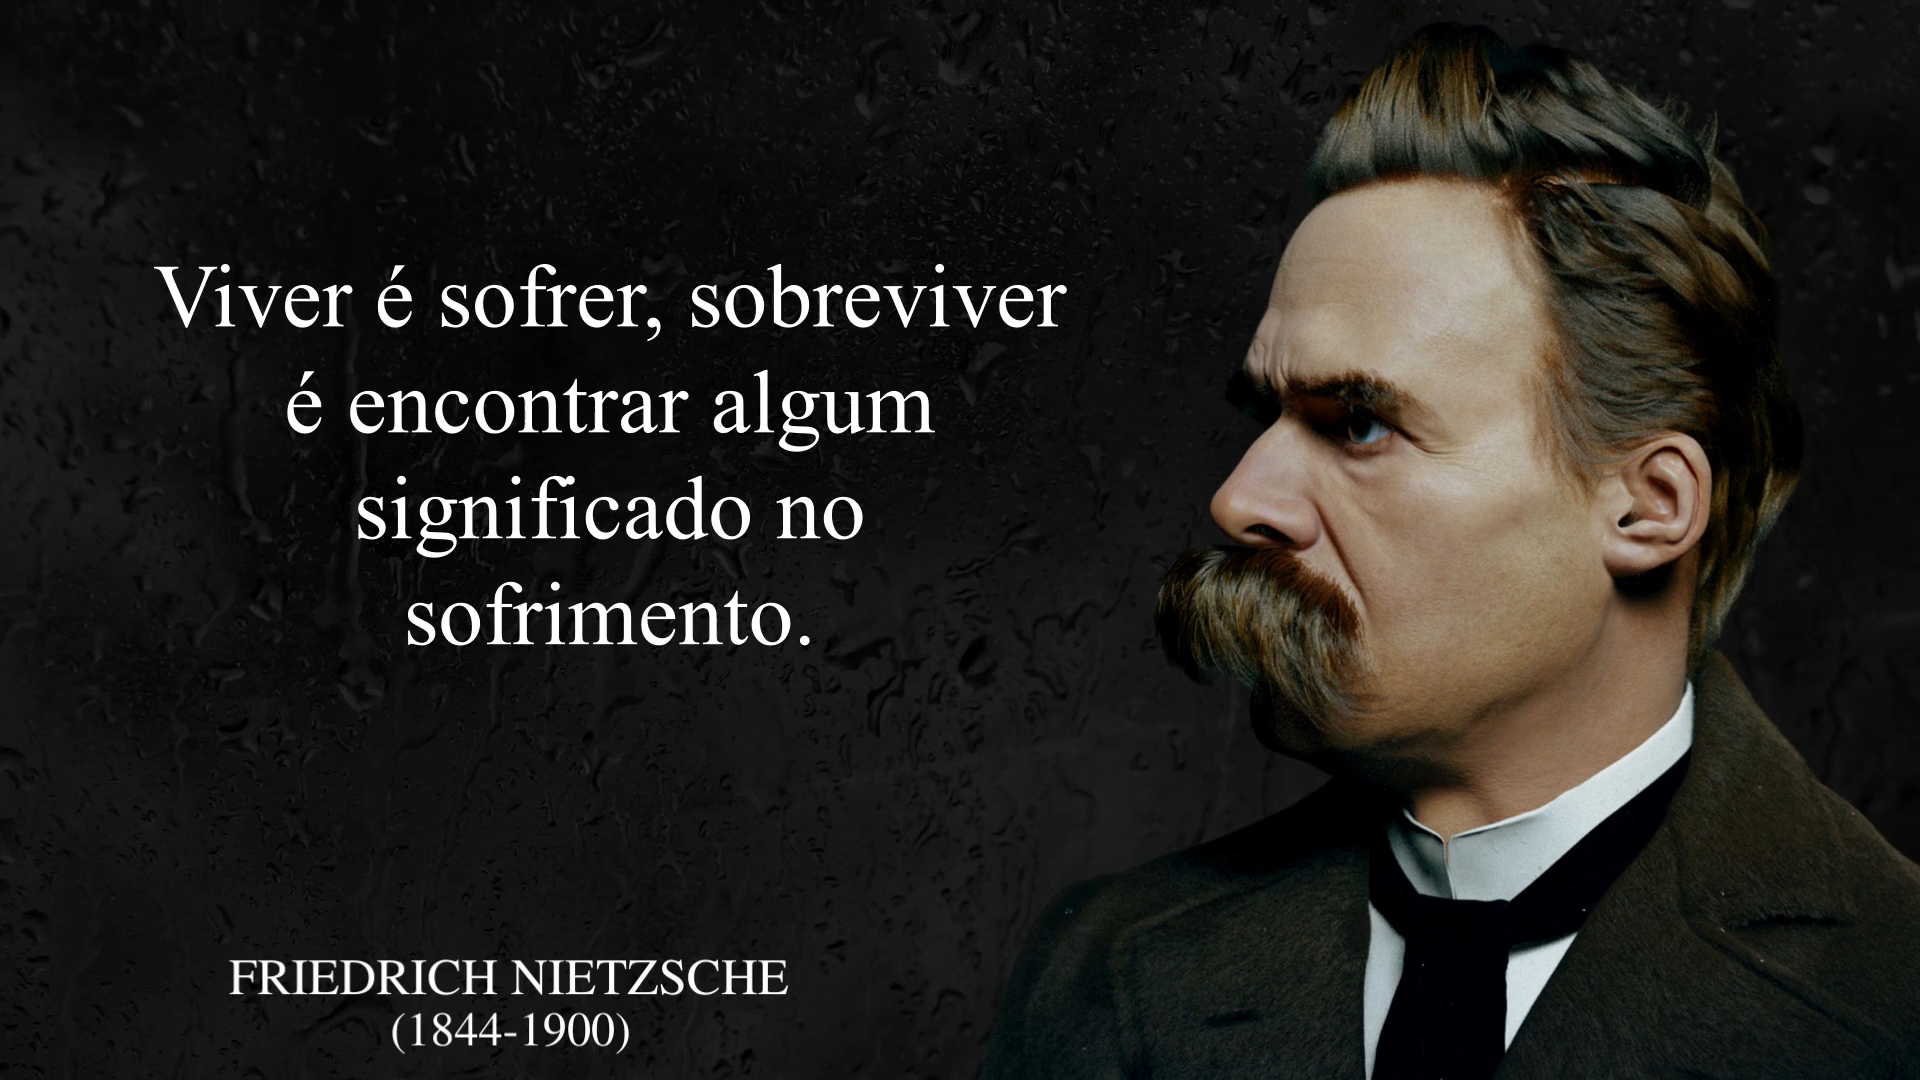 Viver é sofrer, sobreviver
é encontrar algum
significado no
sofrimento.
FRIEDRICH NIETZSCHE
(1844-1900)